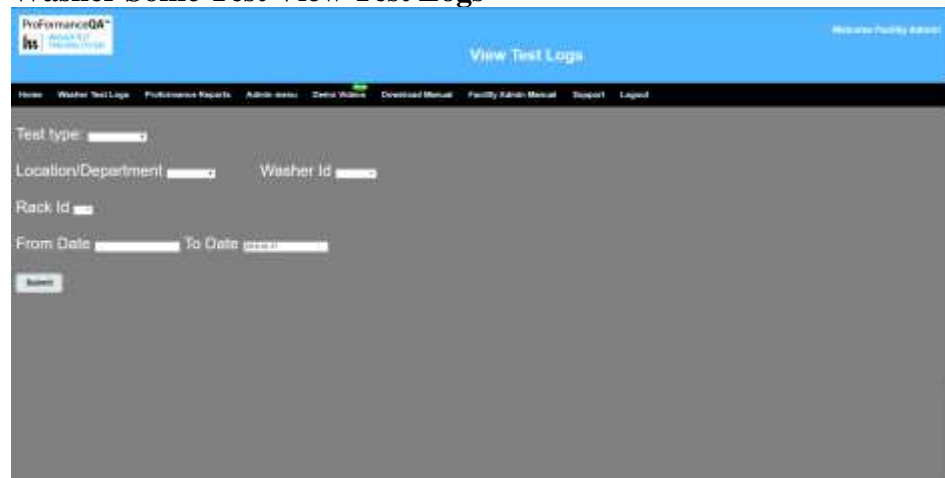 Washer Sonic Test View Test Logs
ProFormanceQA™
Welcome Facility Admin!
View Test Logs
Home Washer Test Logs Proformance Reports Admin menu Demo Videos Download Manual Facility Admin Manual Support Logout
Test type:
Location/Department Washer Id
Rack Id
From Date To Date
Submit